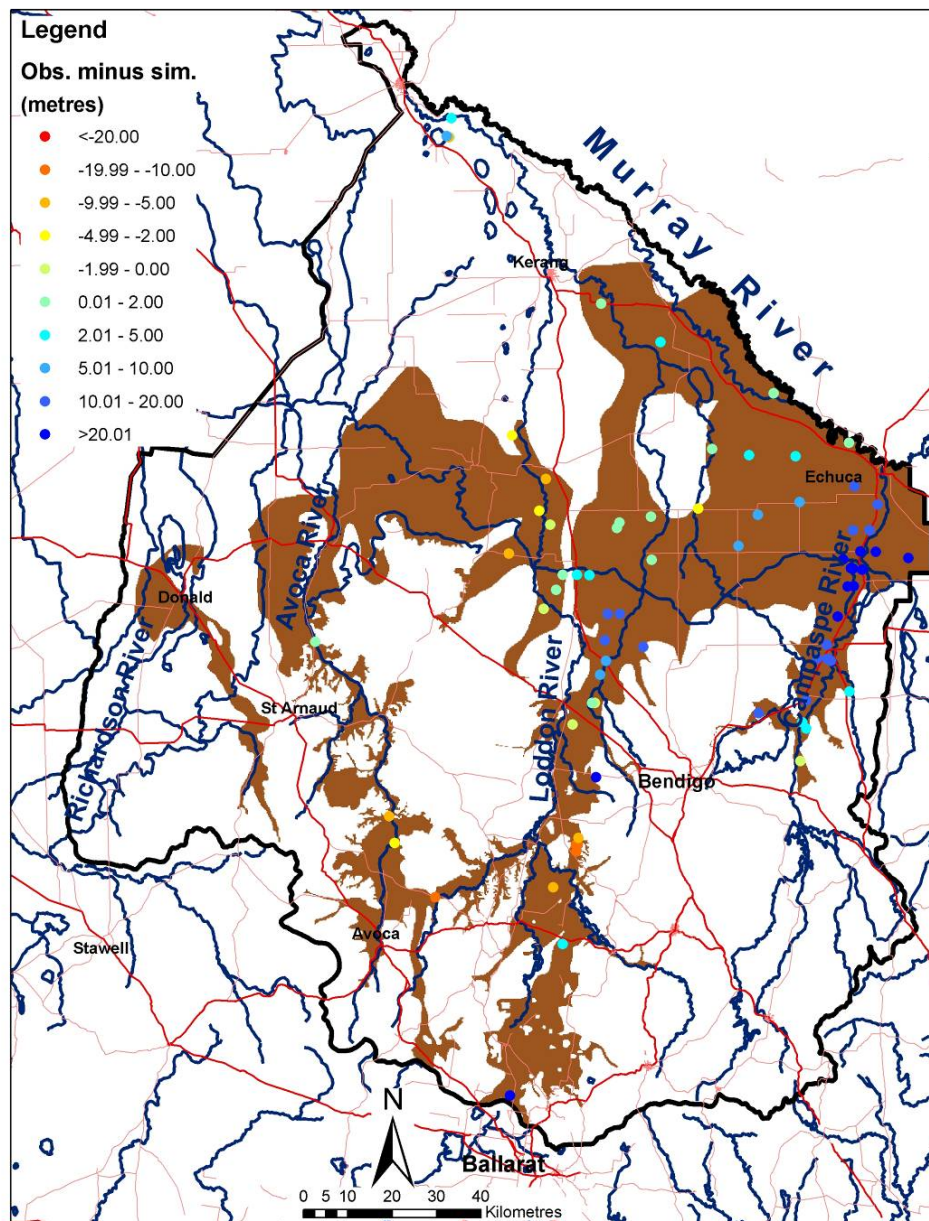 Legend
Obs. minus sim.
(metres)
<-20.00
-19.99 - -10.00
-9.99 - -5.00
-4.99 - -2.00
-1.99 - 0.00
0.01 - 2.00
2.01 - 5.00
5.01 - 10.00
10.01 - 20.00
>20.01
Murray River
Kerang
Echuca
Avoca River
Donald
Campaspe River
Richardson River
St Arnaud
Loddon River
Bendigo
Avoca
Stawell
N
Ballarat
0 5 10 20 30 40
Kilometres